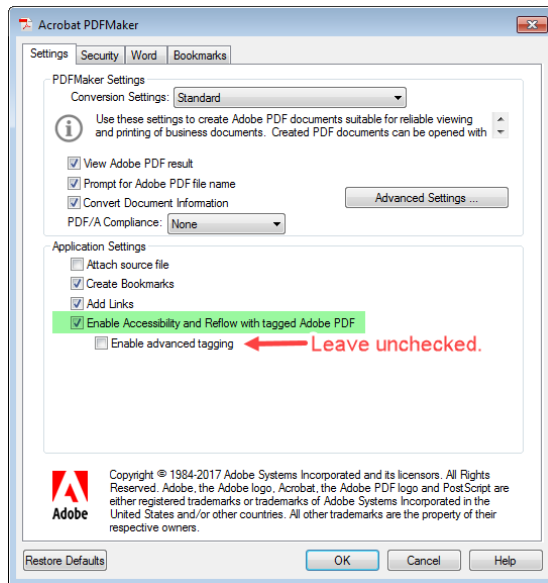 Acrobat PDFMaker
Settings Security Word Bookmarks
PDFMaker Settings
Conversion Settings: Standard
Use these settings to create Adobe PDF documents suitable for reliable viewing
and printing of business documents. Created PDF documents can be opened with
View Adobe PDF result
Prompt for Adobe PDF file name
Convert Document Information
Advanced Settings ...
PDF/A Compliance: None
Application Settings
Attach source file
Create Bookmarks
Add Links
Enable Accessibility and Reflow with tagged Adobe PDF
Enable advanced tagging
Leave unchecked.
Copyright © 1984-2017 Adobe Systems Incorporated and its licensors. All Rights
Reserved. Adobe, the Adobe logo, Acrobat, the Adobe PDF logo and PostScript are
either registered trademarks or trademarks of Adobe Systems Incorporated in the
United States and/or other countries. All other trademarks are the property of their
respective owners.
Adobe
Restore Defaults
OK
Cancel
Help